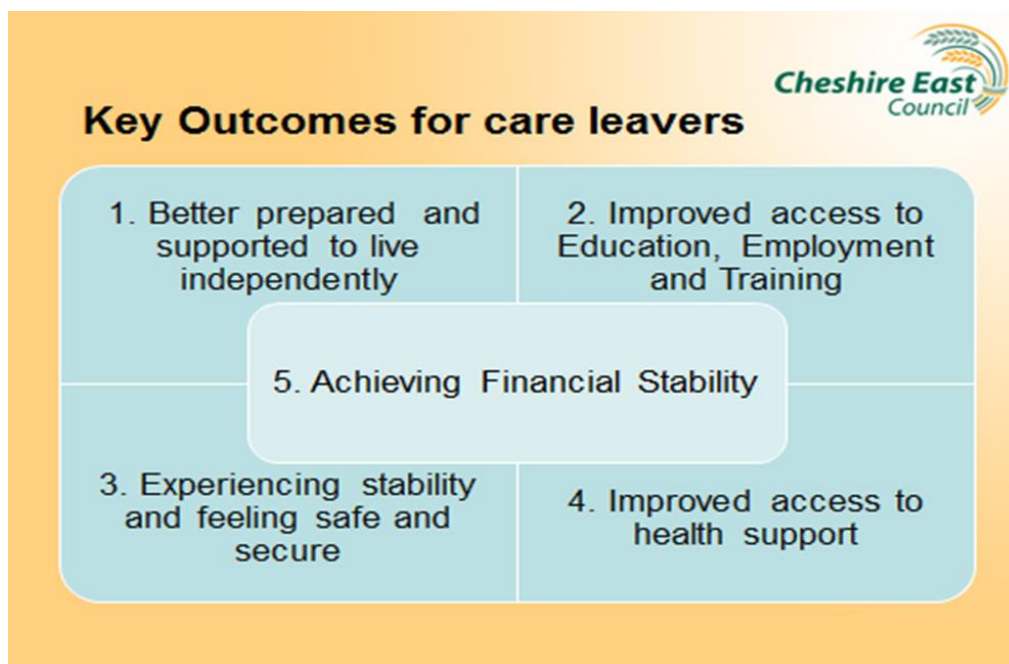 Cheshire East
Council
Key Outcomes for care leavers
1. Better prepared and
supported to live
independently
2. Improved access to
Education, Employment
and Training
5. Achieving Financial Stability
3. Experiencing stability
and feeling safe and
secure
4. Improved access to
health support